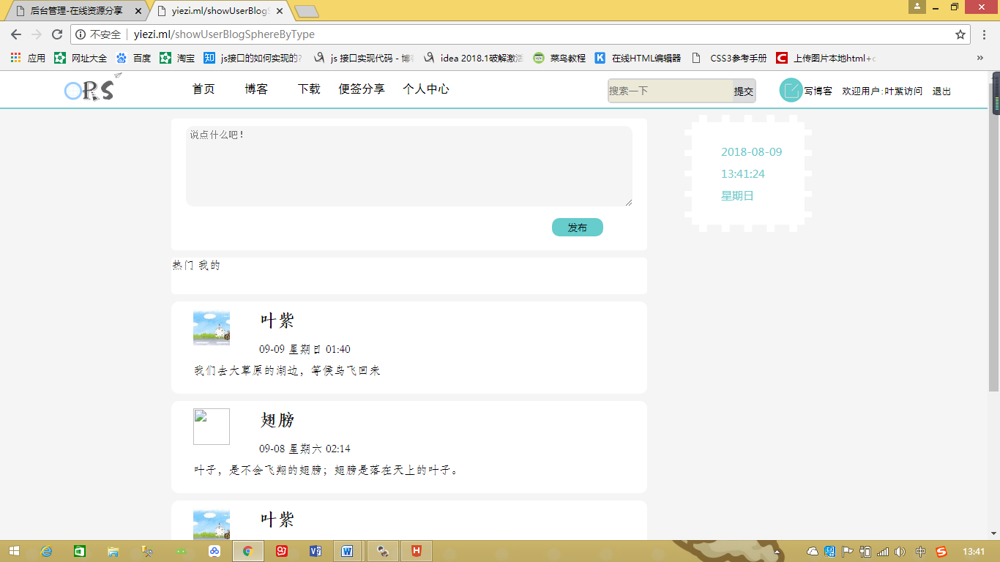 后台管理-在线资源分享
yiezi.ml/showUserBlogS
不安全 yiezi.ml/showUserBlogSphereByType
应用 网址大全 百度 淘宝 js接口的如何实现的? js 接口实现代码 - 博 idea 2018.1破解激活 菜鸟教程 在线HTML编辑器 CSS3参考手册 上传图片本地html+c
ORS 首页 博客 下载 便签分享 个人中心 搜索一下 提交 写博客 欢迎用户:叶紫访问 退出
说点什么吧!
发布
2018-08-09
13:41:24
星期日
热门 我的
叶紫
09-09 星期日 01:40
我们去大草原的湖边，等候鸟飞回来
翅膀
09-08 星期六 02:14
叶子，是不会飞翔的翅膀；翅膀是落在天上的叶子。
叶紫
中 13:41